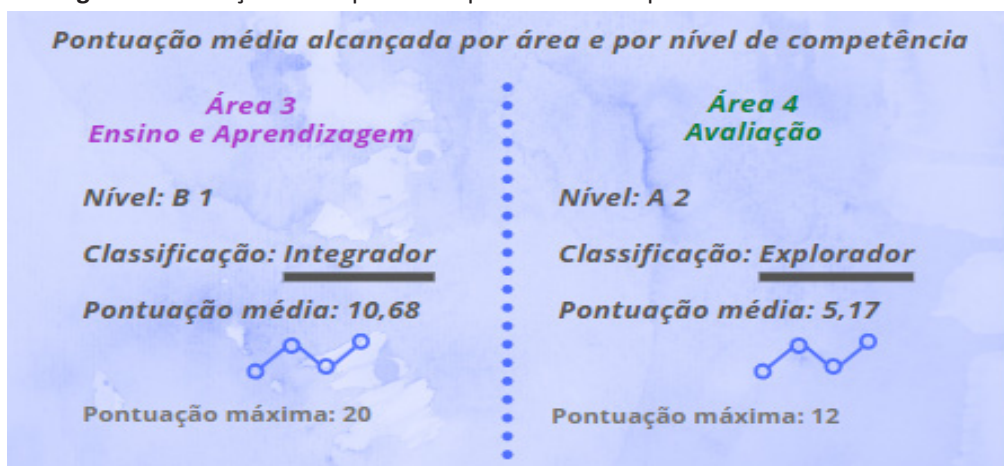 Pontuação média alcançada por área e por nível de competência
Área 3
Ensino e Aprendizagem
Nível: B 1
Classificação: Integrador
Pontuação média: 10,68
Pontuação máxima: 20
Área 4
Avaliação
Nível: A 2
Classificação: Explorador
Pontuação média: 5,17
Pontuação máxima: 12